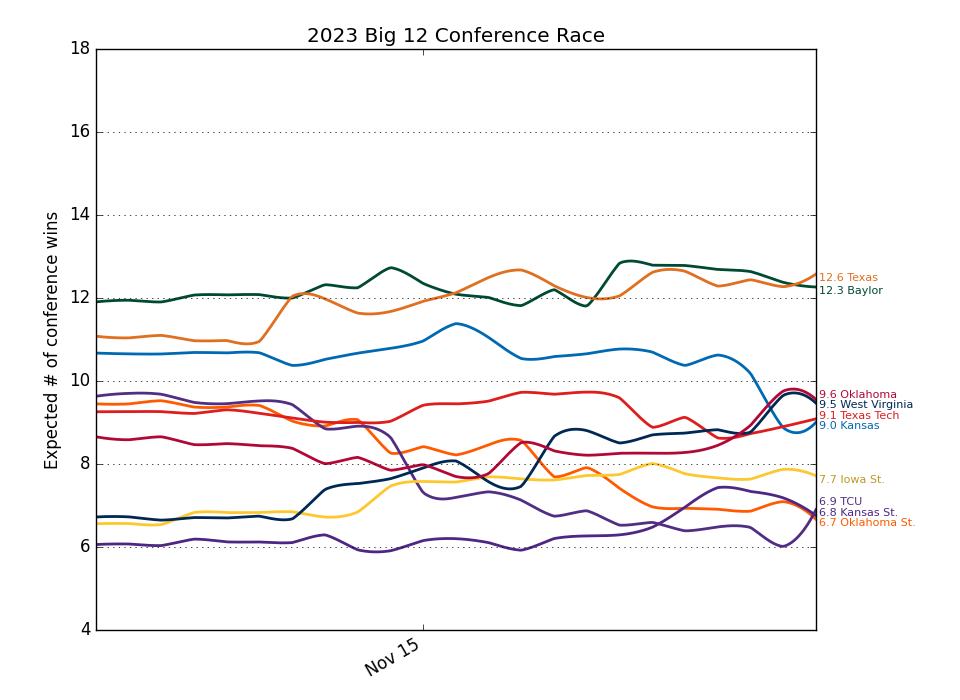 2023 Big 12 Conference Race
Expected # of conference wins
18
16
14
12
10
8
6
4
Nov 15
12.6 Texas
12.3 Baylor
9.6 Oklahoma
9.5 West Virginia
9.1 Texas Tech
9.0 Kansas
7.7 Iowa St.
6.9 TCU
6.8 Kansas St.
6.7 Oklahoma St.